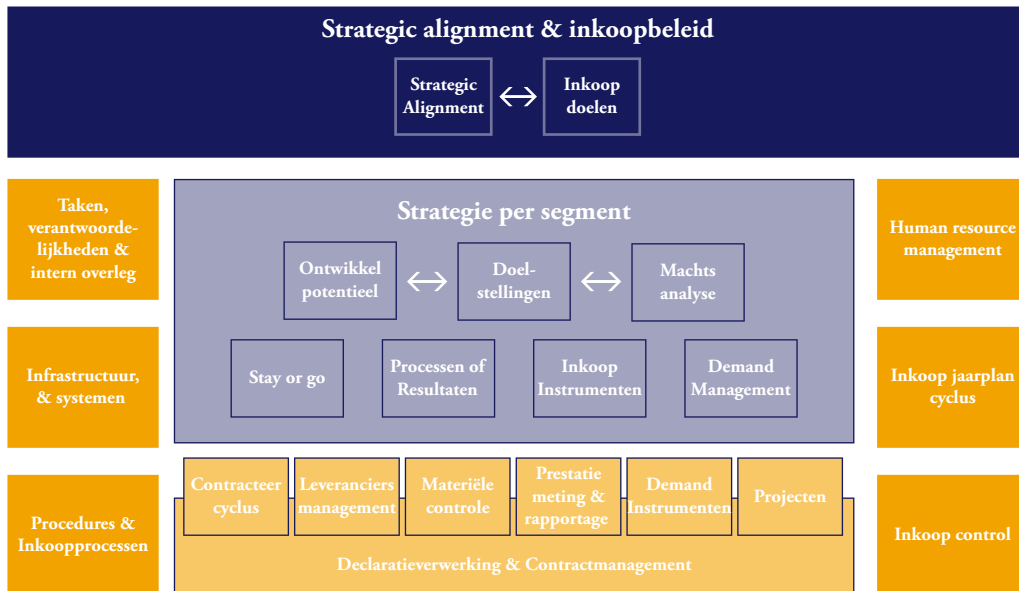 Strategic alignment & inkoopbeleid
Strategic
Alignment
Inkoop
doelen
Taken,
verantwoorde-
lijkheden &
intern overleg
Infrastructuur,
& systemen
Procedures &
Inkoopprocessen
Strategie per segment
Ontwikkel
potentieel
Doel-
stellingen
Machts
analyse
Stay or go
Processen of
Resultaten
Inkoop
Instrumenten
Demand
Management
Contracteer
cyclus
Leveranciers
management
Materiële
controle
Prestatie
meting &
rapportage
Demand
Instrumenten
Projecten
Declaratieverwerking & Contractmanagement
Human resource
management
Inkoop jaarplan
cyclus
Inkoop control